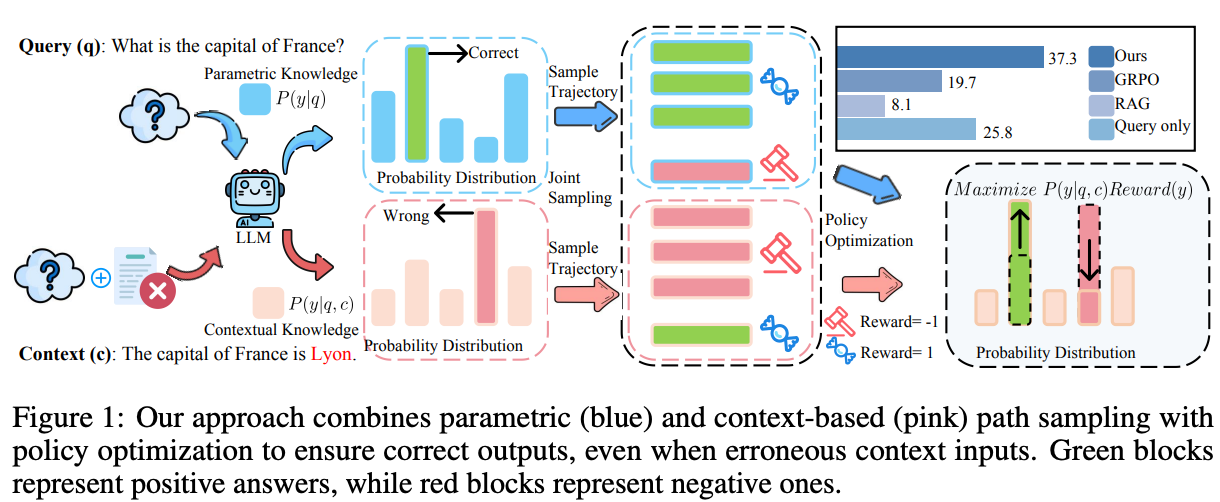 Query (q): What is the capital of France?
Parametric Knowledge
P(y|q)
?
AI
LLM
?
P(y|q, c)
Contextual Knowledge
Context (c): The capital of France is Lyon.
Correct
Probability Distribution
Wrong
Probability Distribution
Sample
Trajectory
Joint
Sampling
Sample
Trajectory
37.3
Ours
19.7
GRPO
8.1
RAG
25.8
Query only
Policy
Optimization
Reward= -1
Reward= 1
Maximize P(y|q, c)Reward(y)
Probability Distribution
Figure 1: Our approach combines parametric (blue) and context-based (pink) path sampling with
policy optimization to ensure correct outputs, even when erroneous context inputs. Green blocks
represent positive answers, while red blocks represent negative ones.